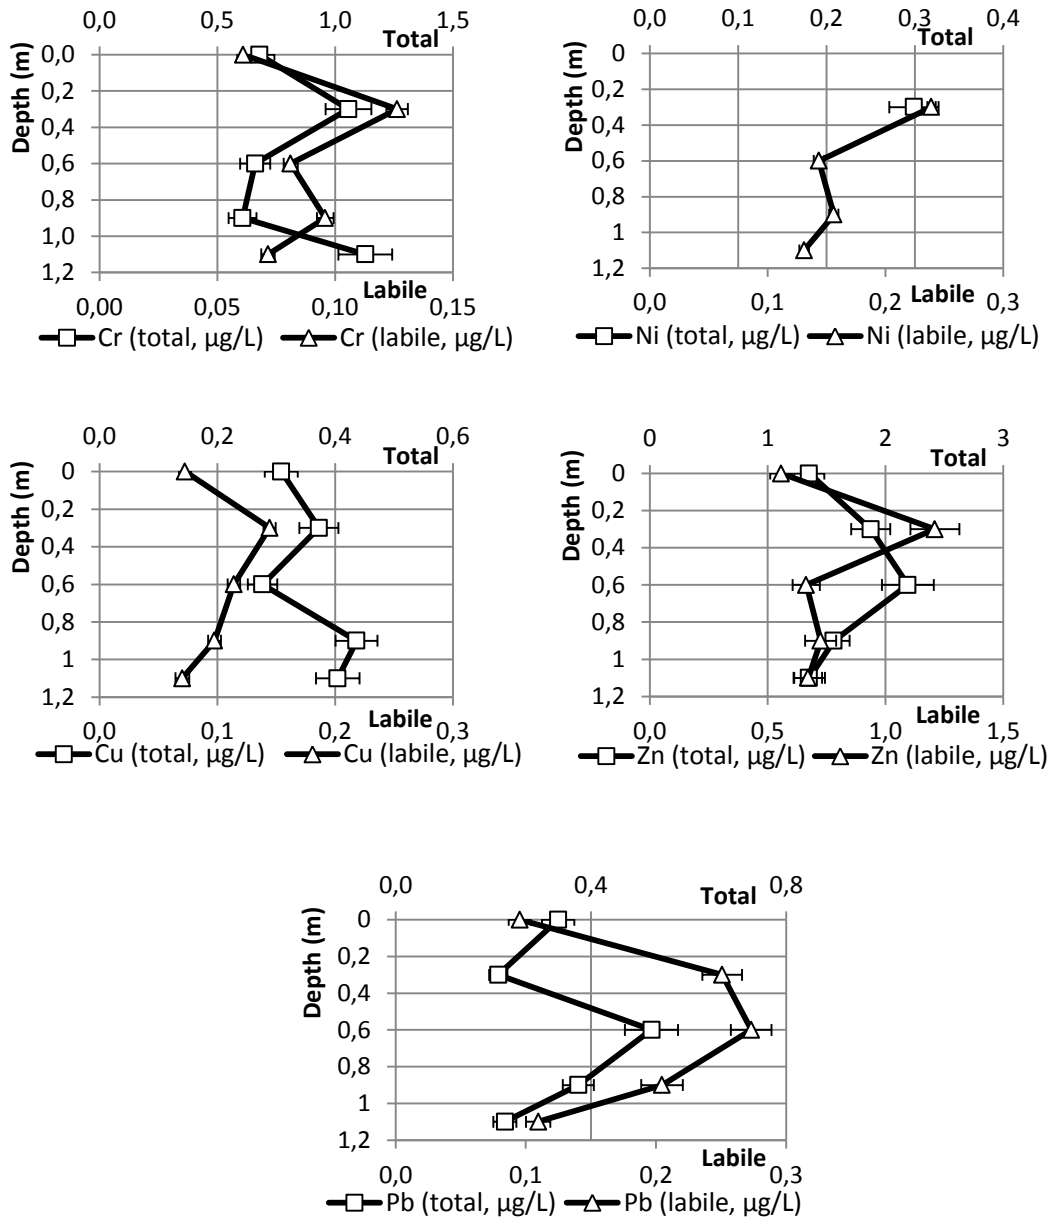 0,0 0,5 1,0 1,5
Total
Depth (m)
0,0
0,2
0,4
0,6
0,8
1,0
1,2
Labile
0,00 0,05 0,10 0,15
Cr (total, µg/L) Cr (labile, µg/L)
0,0 0,1 0,2 0,3 0,4
Total
Depth (m)
0
0,2
0,4
0,6
0,8
1
1,2
Labile
0,0 0,1 0,2 0,3
Ni (total, µg/L) Ni (labile, µg/L)
0,0 0,2 0,4 0,6
Total
Depth (m)
0
0,2
0,4
0,6
0,8
1
1,2
Labile
0,0 0,1 0,2 0,3
Cu (total, µg/L) Cu (labile, µg/L)
0 1 2 3
Total
Depth (m)
0
0,2
0,4
0,6
0,8
1
1,2
Labile
0,0 0,5 1,0 1,5
Zn (total, µg/L) Zn (labile, µg/L)
0,0 0,4 0,8
Total
Depth (m)
0
0,2
0,4
0,6
0,8
1
1,2
Labile
0,0 0,1 0,2 0,3
Pb (total, µg/L) Pb (labile, µg/L)